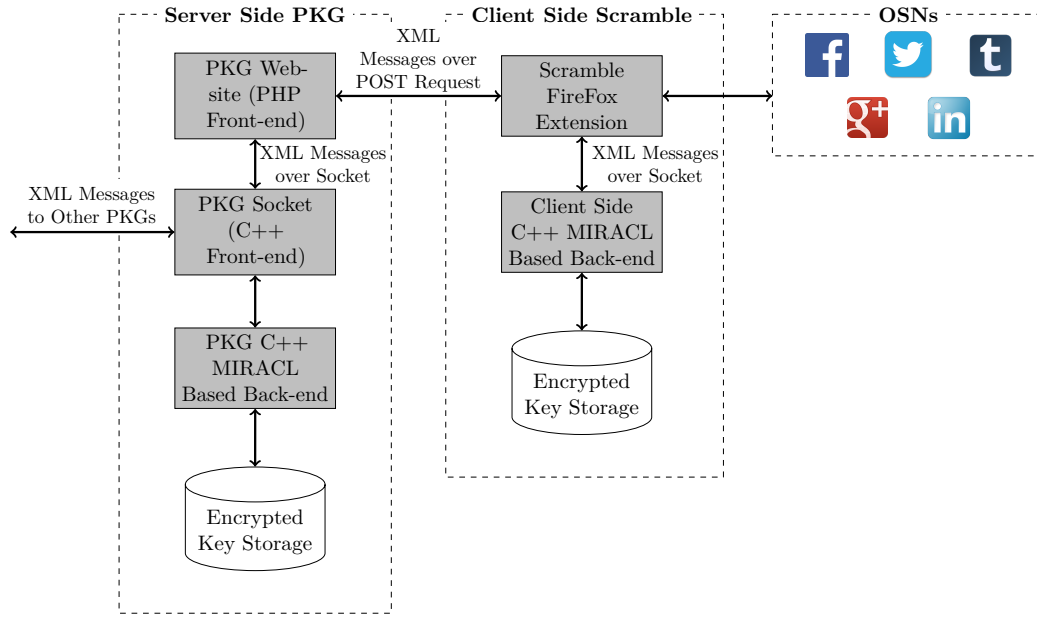 Server Side PKG
Client Side Scramble
OSNs
PKG Web-
site (PHP
Front-end)
XML
Messages over
POST Request
Scramble
FireFox
Extension
f
t
g+
in
XML Messages
over Socket
XML Messages
over Socket
XML Messages
to Other PKGs
PKG Socket
(C++
Front-end)
Client Side
C++ MIRACL
Based Back-end
PKG C++
MIRACL
Based Back-end
Encrypted
Key Storage
Encrypted
Key Storage